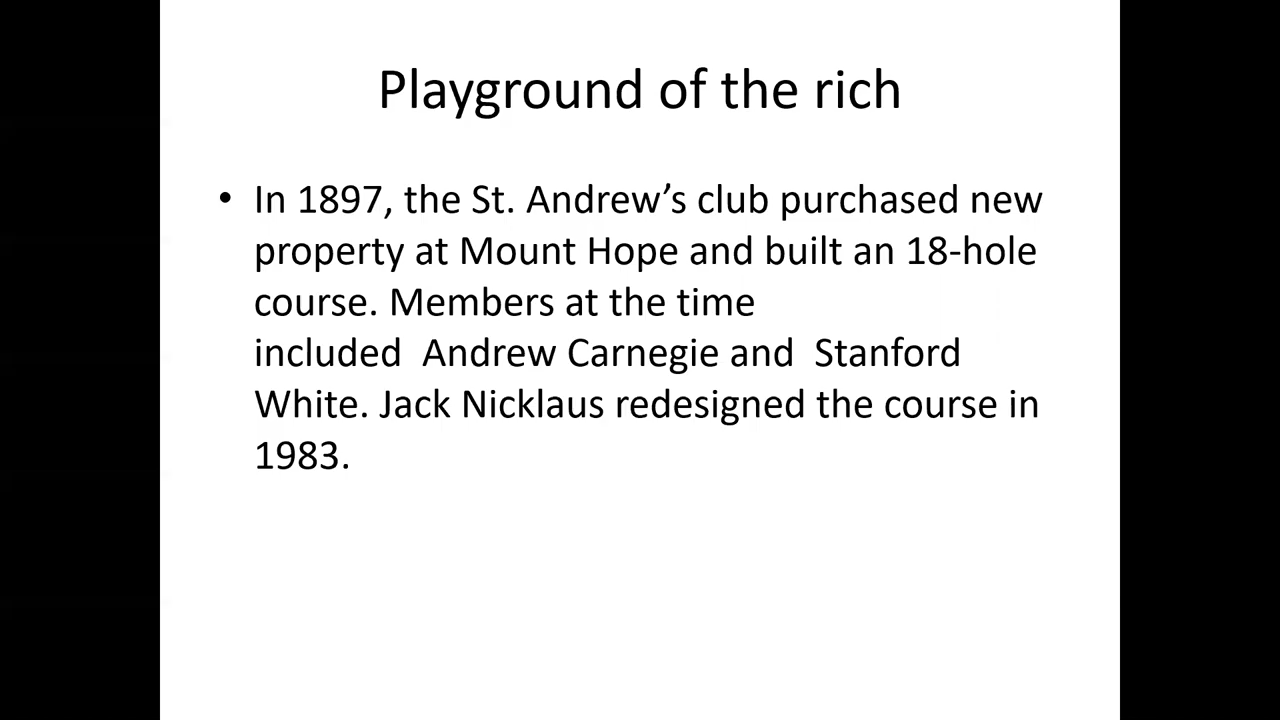 Playground of the rich
• In 1897, the St. Andrew’s club purchased new
property at Mount Hope and built an 18-hole
course. Members at the time
included  Andrew Carnegie and  Stanford
White. Jack Nicklaus redesigned the course in
1983.